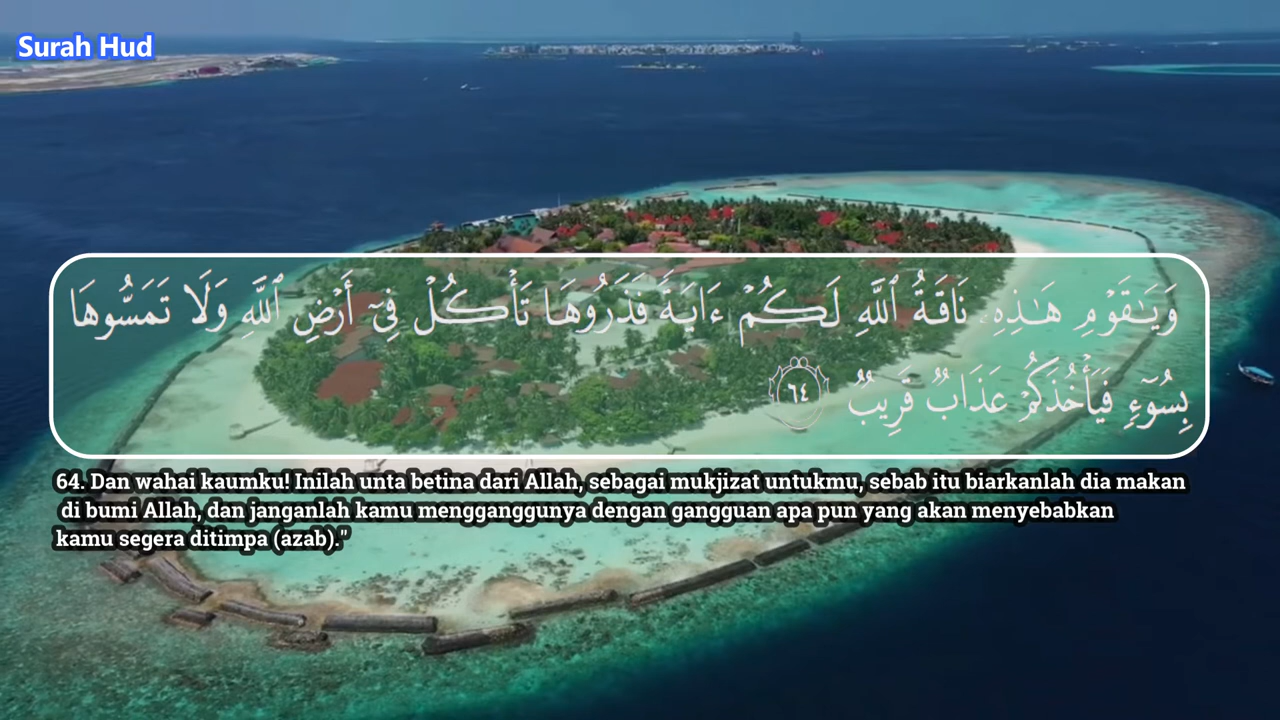 Surah Hud
وَيَـٰقَوْمِ هَـٰذِهِۦ نَاقَةُ ٱللَّهِ لَكُمْ ءَايَةً فَذَرُوهَا تَأْكُلْ فِىٓ أَرْضِ ٱللَّهِ وَلَا تَمَسُّوهَا
بِسُوٓءٍ فَيَأْخُذَكُمْ عَذَابٌ قَرِيبٌ ٦٤
64. Dan wahai kaumku! Inilah unta betina dari Allah, sebagai mukjizat untukmu, sebab itu biarkanlah dia makan
di bumi Allah, dan janganlah kamu mengganggunya dengan gangguan apa pun yang akan menyebabkan
kamu segera ditimpa (azab)."